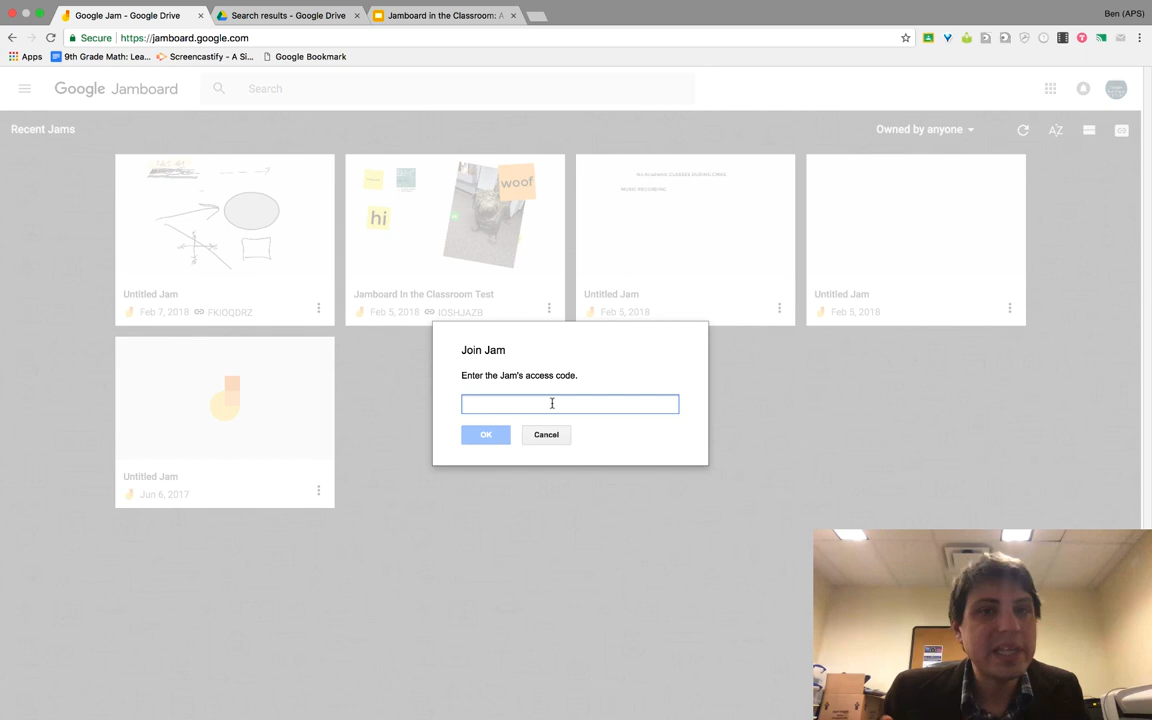 Google Jam - Google Drive
Search results - Google Drive
Jamboard in the Classroom: A
Ben (APS)
Secure
https://jamboard.google.com
Apps
9th Grade Math: Lea...
Screencastify - A Si...
Google Bookmark
Google Jamboard
Search
Recent Jams
Owned by anyone
AZ
woof
hi
Untitled Jam
Feb 7, 2018
FKIOQDRZ
Jamboard In the Classroom Test
Feb 5, 2018
IOSHJAZB
Untitled Jam
Feb 5, 2018
Untitled Jam
Feb 5, 2018
Join Jam
Enter the Jam's access code.
OK
Cancel
Untitled Jam
Jun 6, 2017